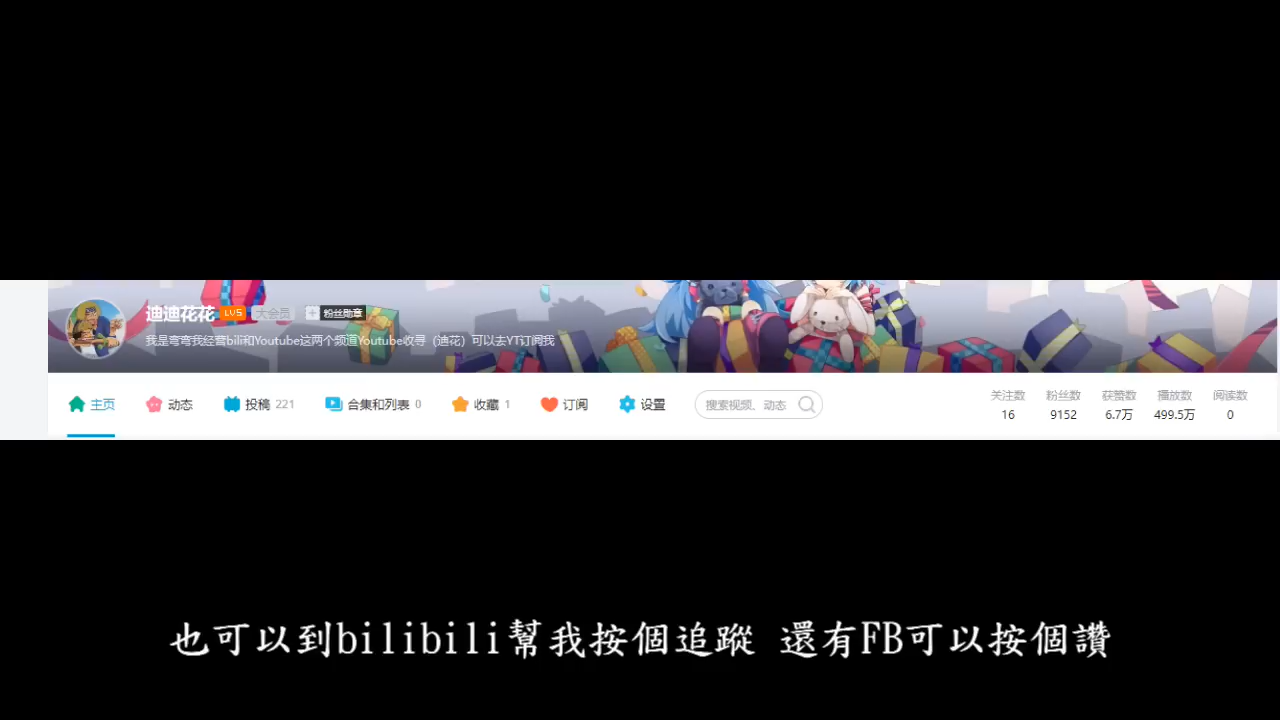 迪迪花花 LV5 大会员 粉丝勋章
我是弯弯我经营bili和Youtube这两个频道Youtube收寻（迪花）可以去YT订阅我
主页 动态 投稿 221 合集和列表 0 收藏 1 订阅 设置 搜索视频、动态
关注数 粉丝数 获赞数 播放数 阅读数
16 9152 6.7万 499.5万 0
也可以到bilibili幫我按個追蹤 還有FB可以按個讚